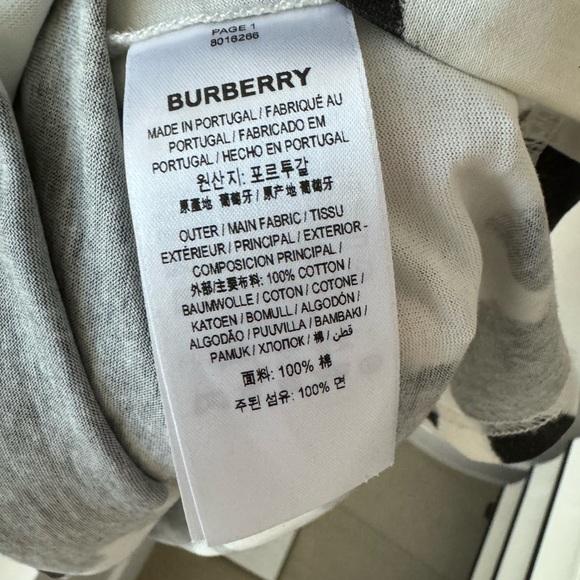 PAGE 1
8016266
BURBERRY
MADE IN PORTUGAL / FABRIQUÉ AU
PORTUGAL / FABRICADO EM
PORTUGAL / HECHO EN PORTUGAL
원산지: 포르투갈
原產地 葡萄牙 / 原产地 葡萄牙
OUTER / MAIN FABRIC / TISSU
EXTÉRIEUR / PRINCIPAL / EXTERIOR -
COMPOSICION PRINCIPAL /
外部/主要布料: 100% COTTON /
BAUMWOLLE / COTON / COTONE /
KATOEN / BOMULL / ALGODÓN /
ALGODÃO / PUUVILLA / BAMBAKI /
PAMUK / ХЛОПОК / 棉 / قطن /
面料: 100% 棉
주된 섬유: 100% 면